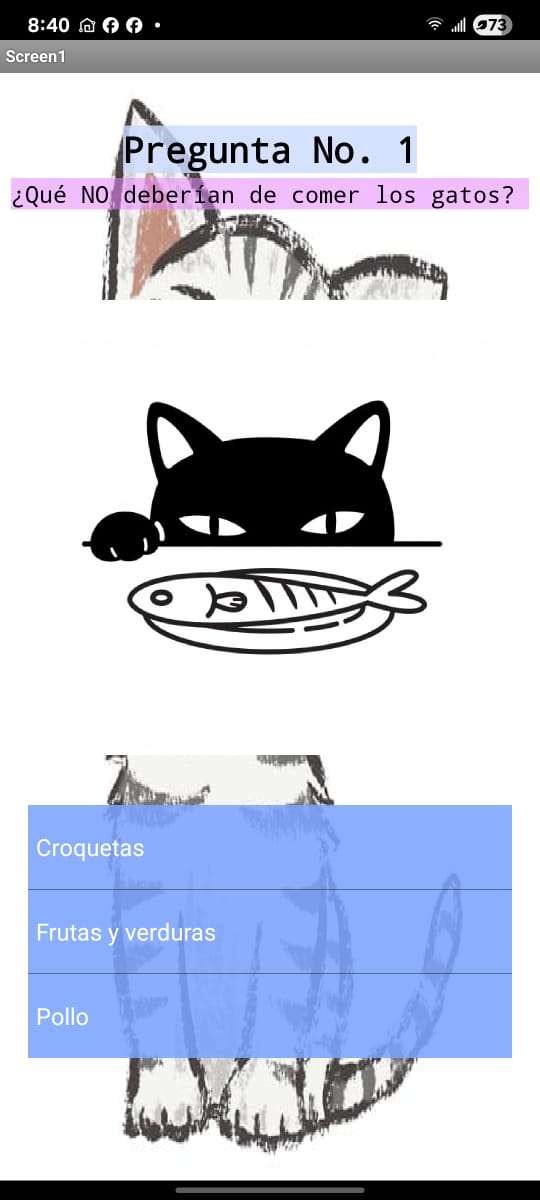 8:40
73
Screen1
Pregunta No. 1
¿Qué NO deberían de comer los gatos?
Croquetas
Frutas y verduras
Pollo